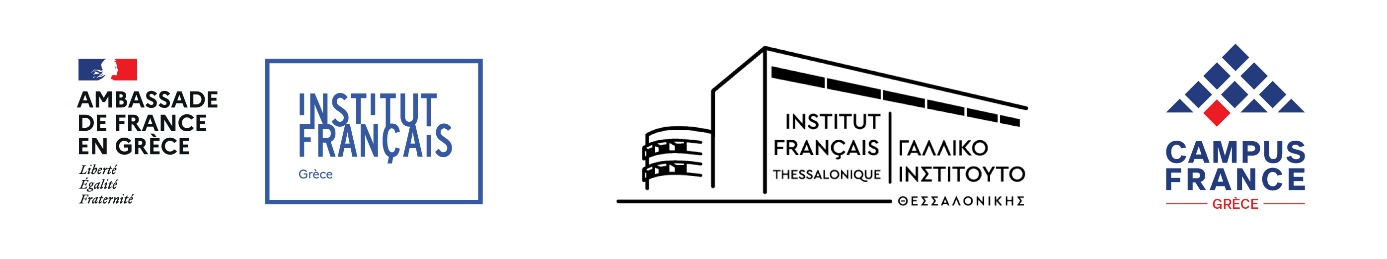 AMBASSADE
DE FRANCE
EN GRÈCE
Liberté
Égalité
Fraternité
INSTITUT
FRANÇAIS
Grèce
INSTITUT
FRANÇAIS
THESSALONIQUE
ΓΑΛΛΙΚΟ
ΙΝΣΤΙΤΟΥΤΟ
ΘΕΣΣΑΛΟΝΙΚΗΣ
CAMPUS
FRANCE
GRÈCE